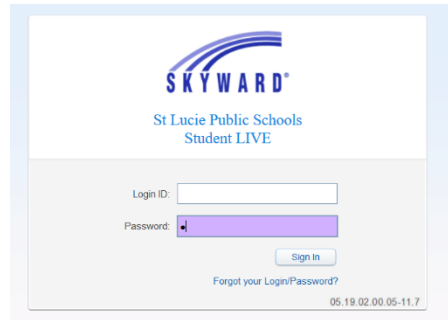 SKYWARD®
St Lucie Public Schools
Student LIVE
Login ID:
Password: •
Sign In
Forgot your Login/Password?
05.19.02.00.05-11.7